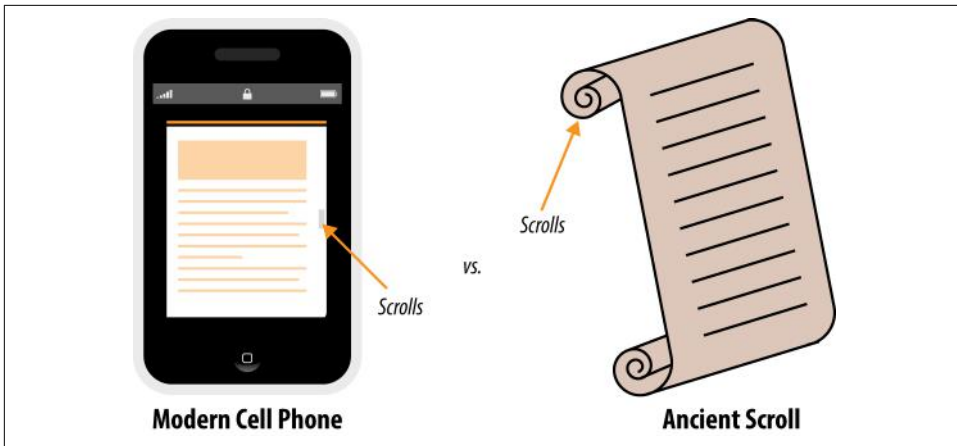 Scrolls
vs.
Scrolls
Modern Cell Phone
Ancient Scroll